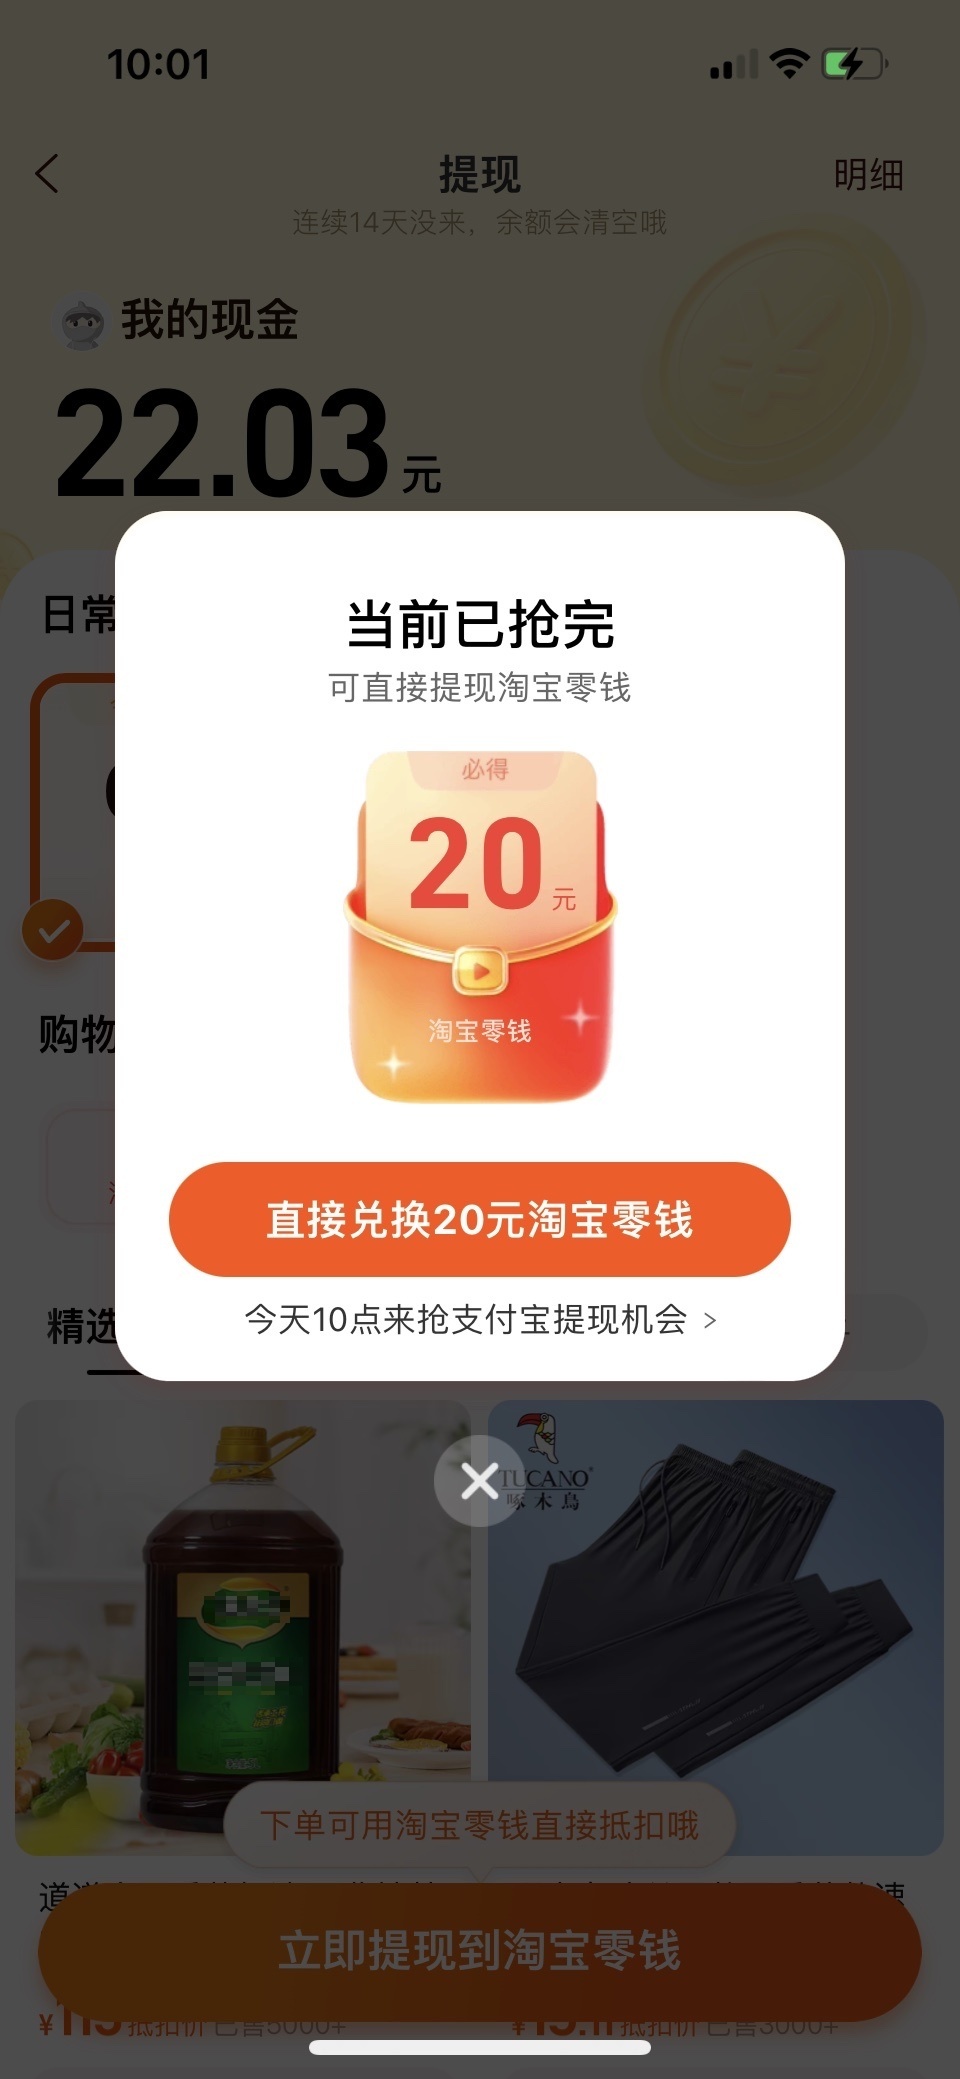 10:01
提现
明细
连续14天没来，余额会清空哦
我的现金
22.03元
日常
当前已抢完
可直接提现淘宝零钱
必得
20元
淘宝零钱
购物
直接兑换20元淘宝零钱
今天10点来抢支付宝提现机会 >
精选
TUCANO
啄木鳥
下单可用淘宝零钱直接抵扣哦
立即提现到淘宝零钱
抵扣价 已售5000+
抵扣价 已售3000+